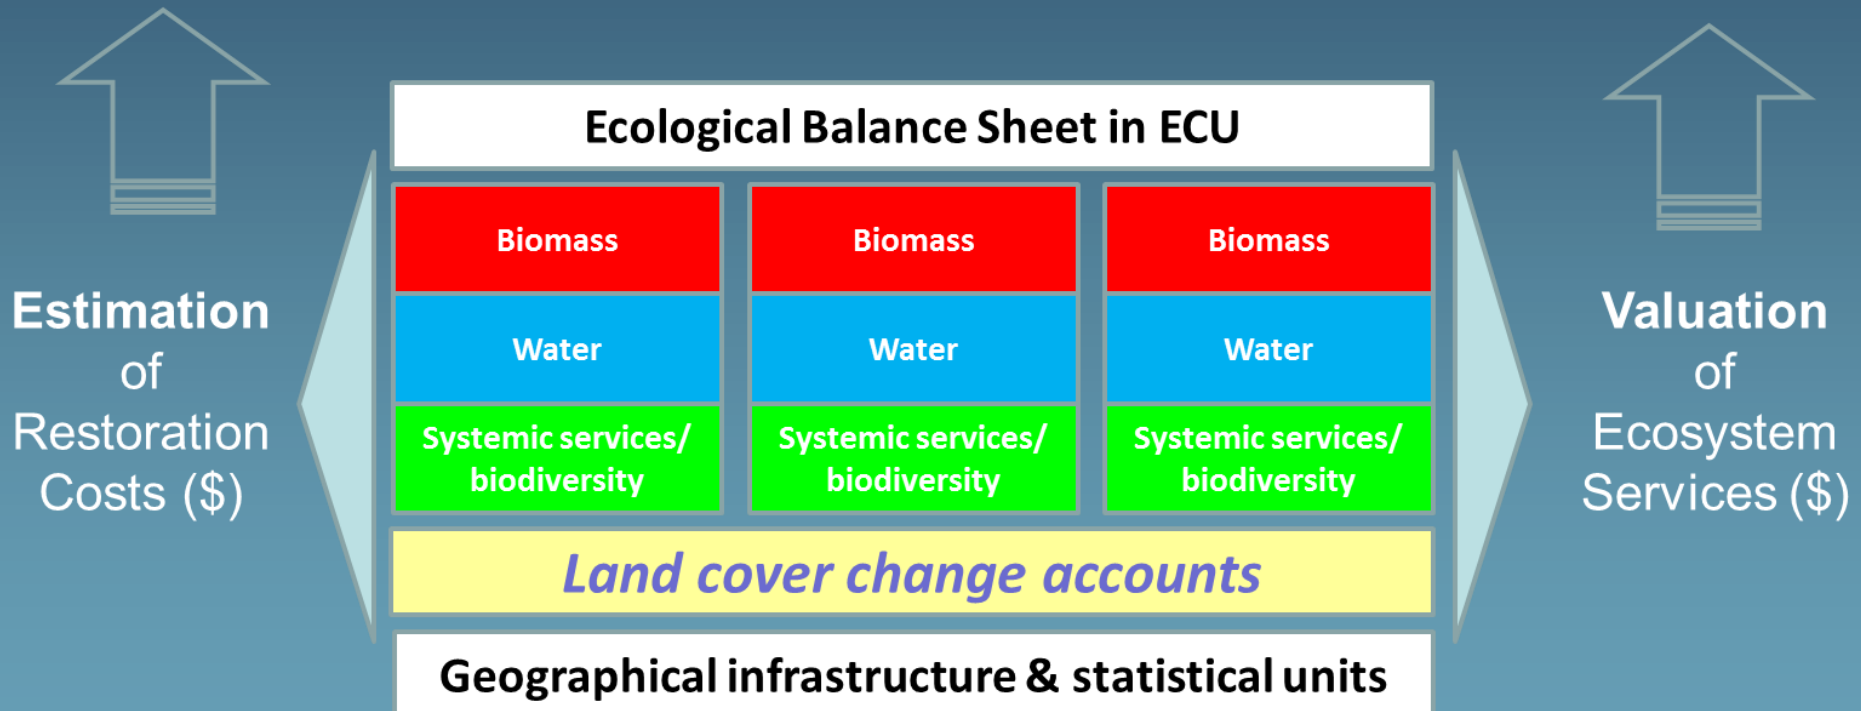 Ecological Balance Sheet in ECU
Estimation
of
Restoration
Costs ($)
Biomass
Water
Systemic services/
biodiversity
Biomass
Water
Systemic services/
biodiversity
Biomass
Water
Systemic services/
biodiversity
Valuation
of
Ecosystem
Services ($)
Land cover change accounts
Geographical infrastructure & statistical units